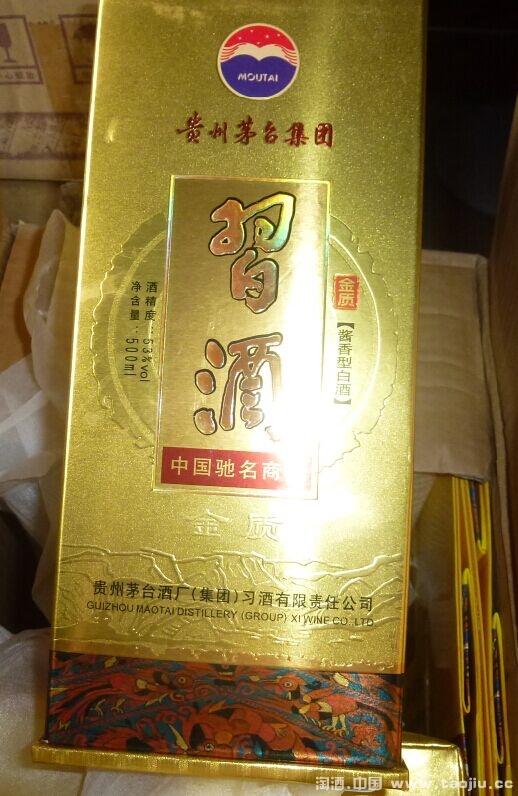 MOUTAI
贵州茅台集团
習酒
金质
【酱香型白酒】
酒精度：53%vol
净含量：500ml
中国驰名商
金质
贵州茅台酒厂(集团)习酒有限责任公司
GUIZHOU MAOTAI DISTILLERY (GROUP) XI WINE CO.,LTD
淘酒.中国 www.taojiu.cc